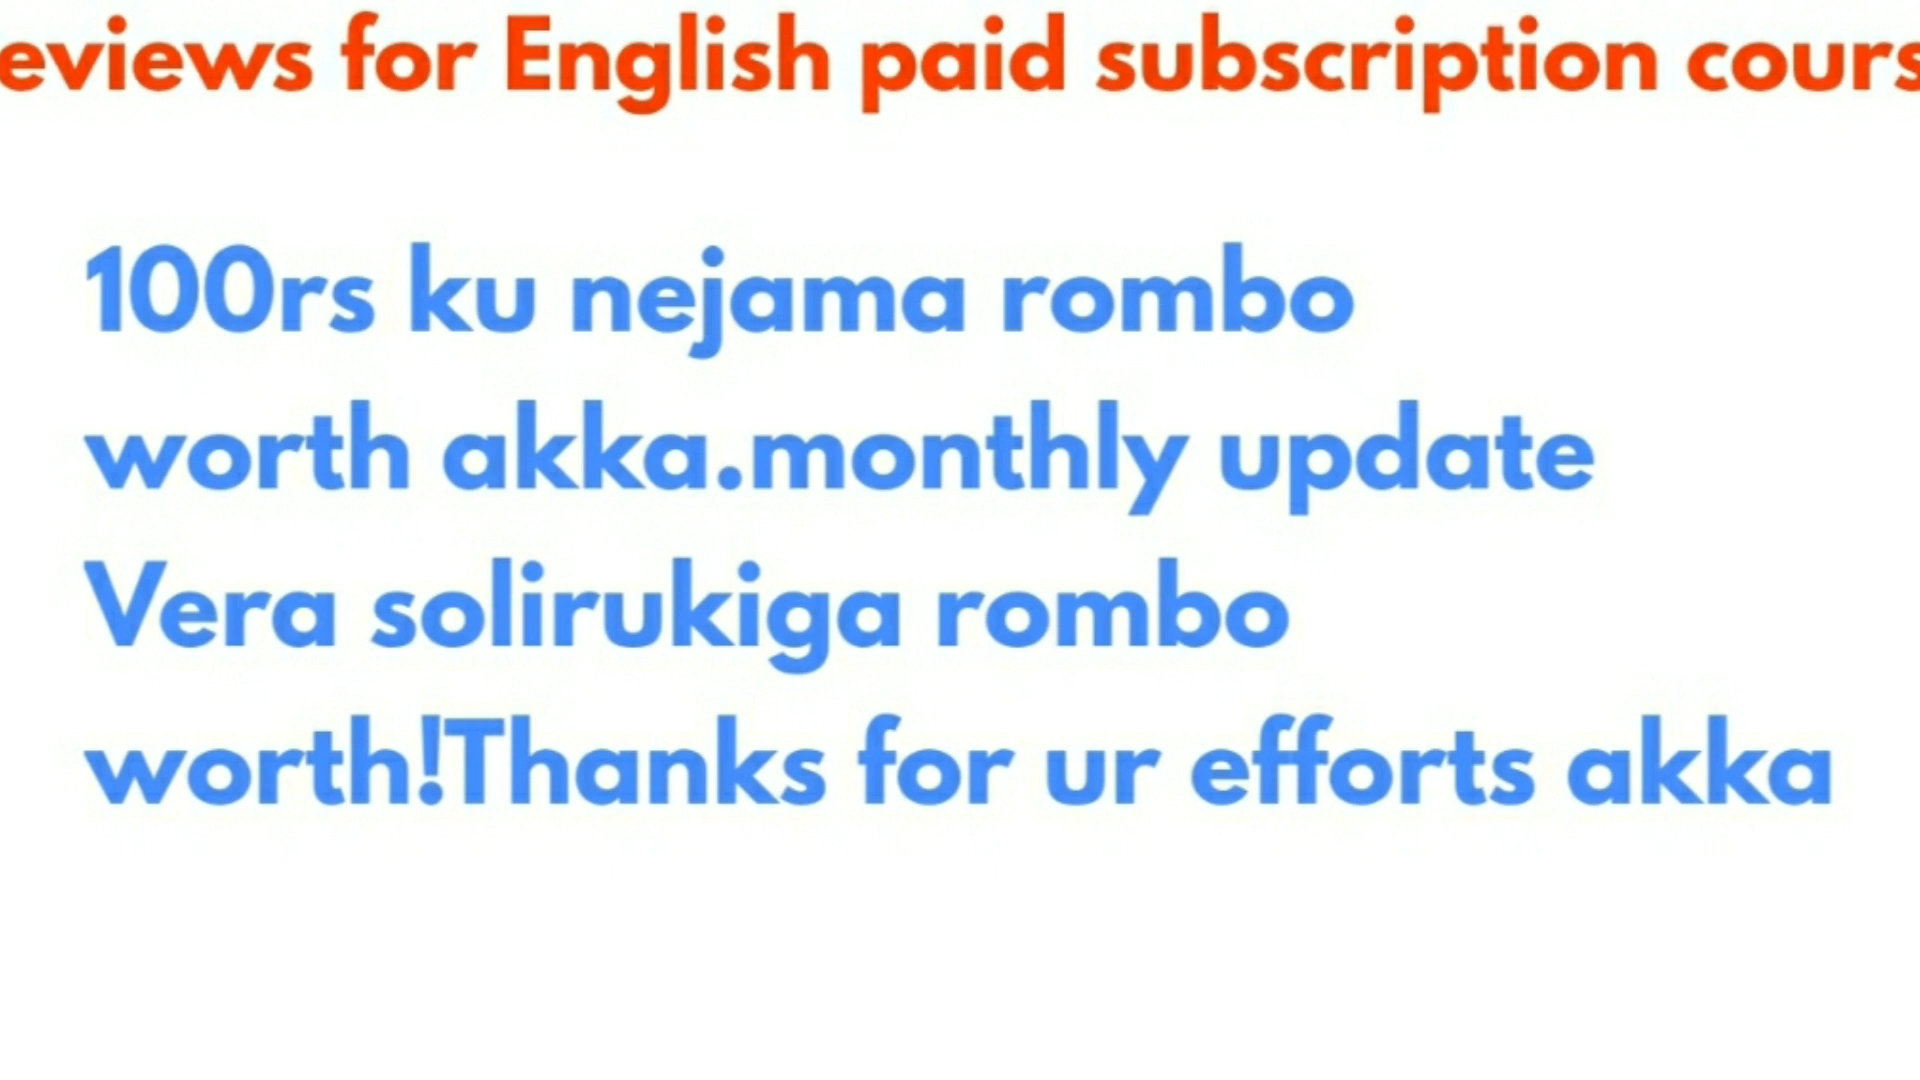 eviews for English paid subscription cours
100rs ku nejama rombo
worth akka.monthly update
Vera solirukiga rombo
worth!Thanks for ur efforts akka